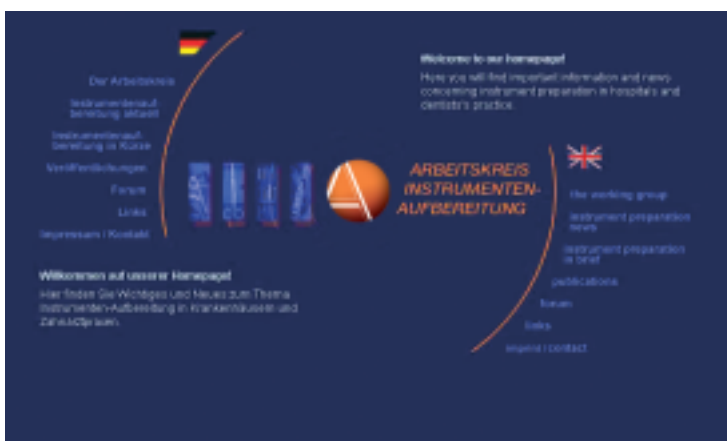 Der Arbeitskreis
Instrumentenauf-
bereitung aktuell
Instrumentenauf-
bereitung in Kürze
Veröffentlichungen
Forum
Links
Impressum / Kontakt
Willkommen auf unserer Homepage!
Hier finden Sie Wichtiges und Neues zum Thema
Instrumenten-Aufbereitung in Krankenhäusern und
Zahnarztpraxen.
ARBEITSKREIS
INSTRUMENTEN-
AUFBEREITUNG
Welcome to our homepage!
Here you will find important information and news
concerning instrument preparation in hospitals and
dentists's practice.
the working group
instrument preparation
news
instrument preparation
in brief
publications
forum
links
imprint / contact